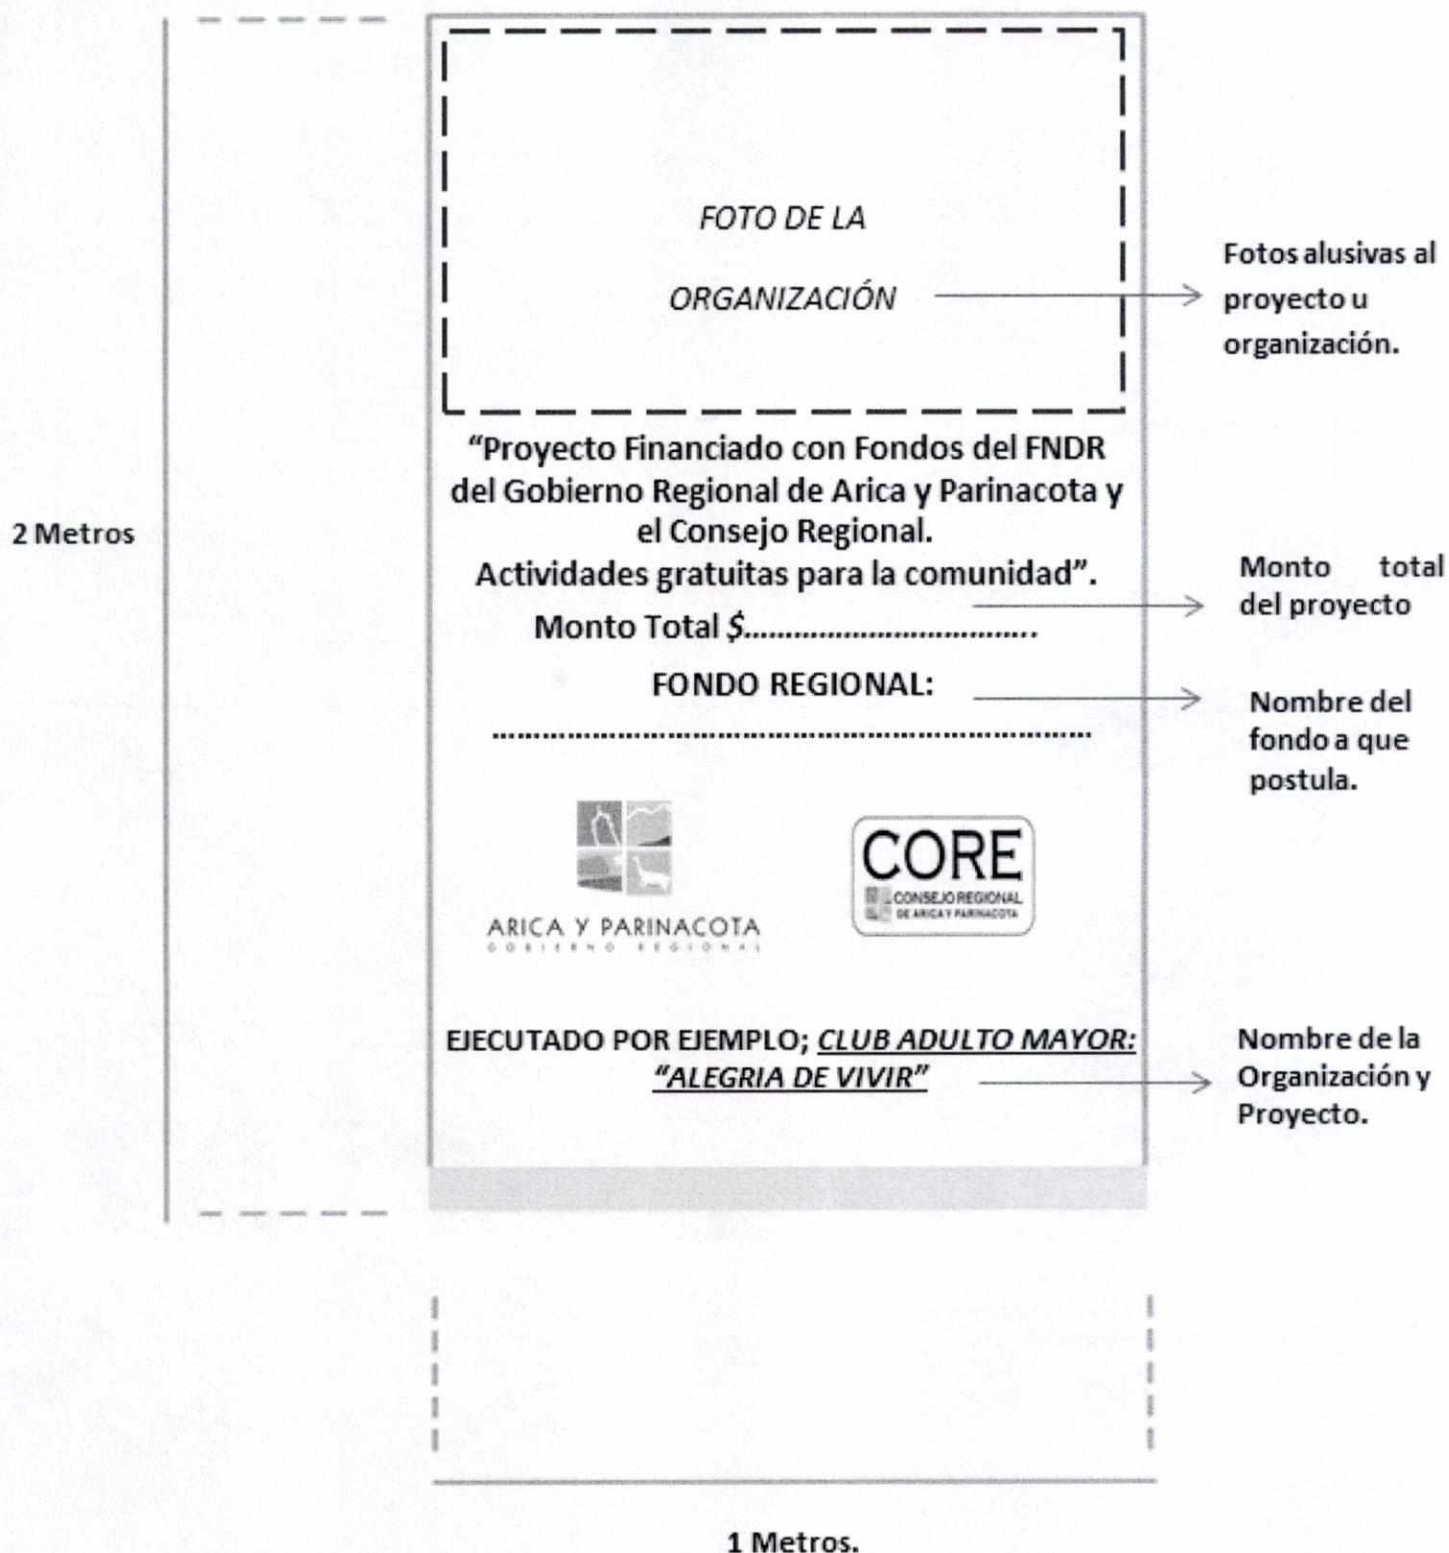 FOTO DE LA
ORGANIZACIÓN
Fotos alusivas al
proyecto u
organización.
“Proyecto Financiado con Fondos del FNDR
del Gobierno Regional de Arica y Parinacota y
el Consejo Regional.
Actividades gratuitas para la comunidad”.
2 Metros
Monto total
del proyecto
Monto Total $.....................................
FONDO REGIONAL:
Nombre del
fondo a que
postula.
..................................................................
ARICA Y PARINACOTA
GOBIERNO REGIONAL
CORE
CONSEJO REGIONAL
DE ARICA Y PARINACOTA
EJECUTADO POR EJEMPLO; CLUB ADULTO MAYOR:
“ALEGRIA DE VIVIR”
Nombre de la
Organización y
Proyecto.
1 Metros.